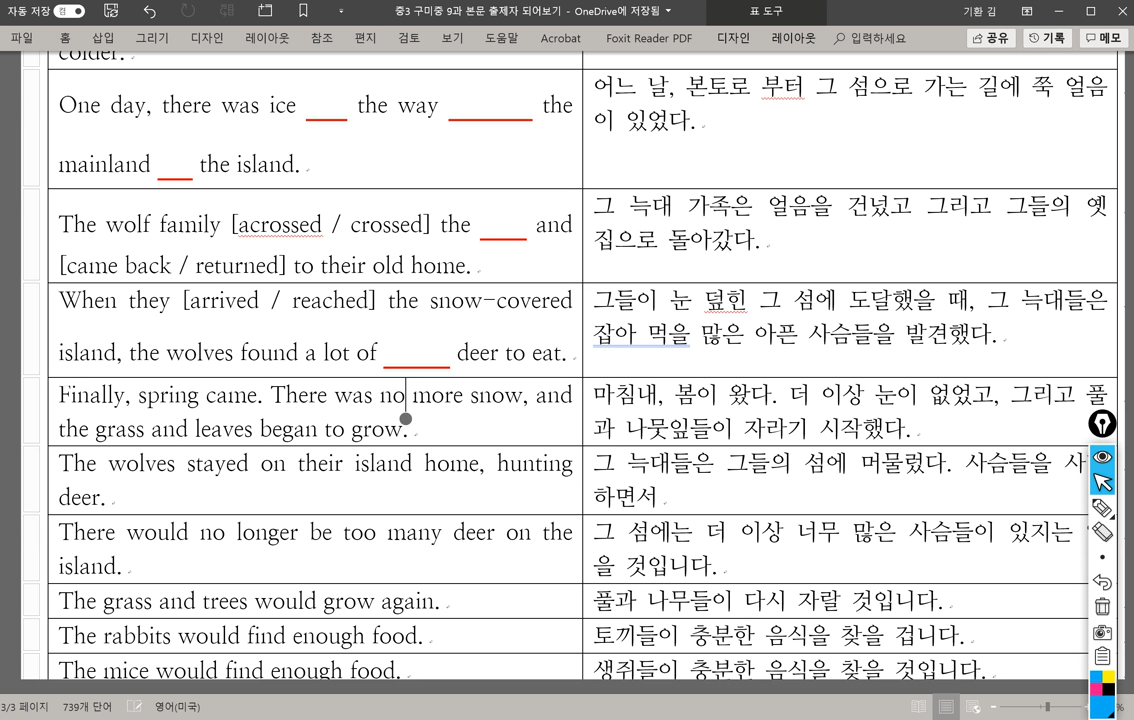 자동 저장 켬
중3 구미중 9과 본문 출제자 되어보기 - OneDrive에 저장됨
표 도구
기환 김
파일 홈 삽입 그리기 디자인 레이아웃 참조 편지 검토 보기 도움말 Acrobat Foxit Reader PDF 디자인 레이아웃 입력하세요 공유 기록 메모
colder.
One day, there was ice ____ the way ____ the
mainland ____ the island.
어느 날, 본토로 부터 그 섬으로 가는 길에 쭉 얼음
이 있었다.
The wolf family [acrossed / crossed] the ____ and
[came back / returned] to their old home.
그 늑대 가족은 얼음을 건넜고 그리고 그들의 옛
집으로 돌아갔다.
When they [arrived / reached] the snow-covered
island, the wolves found a lot of ____ deer to eat.
그들이 눈 덮힌 그 섬에 도달했을 때, 그 늑대들은
잡아 먹을 많은 아픈 사슴들을 발견했다.
Finally, spring came. There was no more snow, and
the grass and leaves began to grow.
마침내, 봄이 왔다. 더 이상 눈이 없었고, 그리고 풀
과 나뭇잎들이 자라기 시작했다.
The wolves stayed on their island home, hunting
deer.
그 늑대들은 그들의 섬에 머물렀다. 사슴들을 사
하면서
There would no longer be too many deer on the
island.
그 섬에는 더 이상 너무 많은 사슴들이 있지는
을 것입니다.
The grass and trees would grow again.
풀과 나무들이 다시 자랄 것입니다.
The rabbits would find enough food.
토끼들이 충분한 음식을 찾을 겁니다.
The mice would find enough food.
생쥐들이 충분한 음식을 찾을 것입니다.
3/3 페이지 739개 단어 영어(미국) %